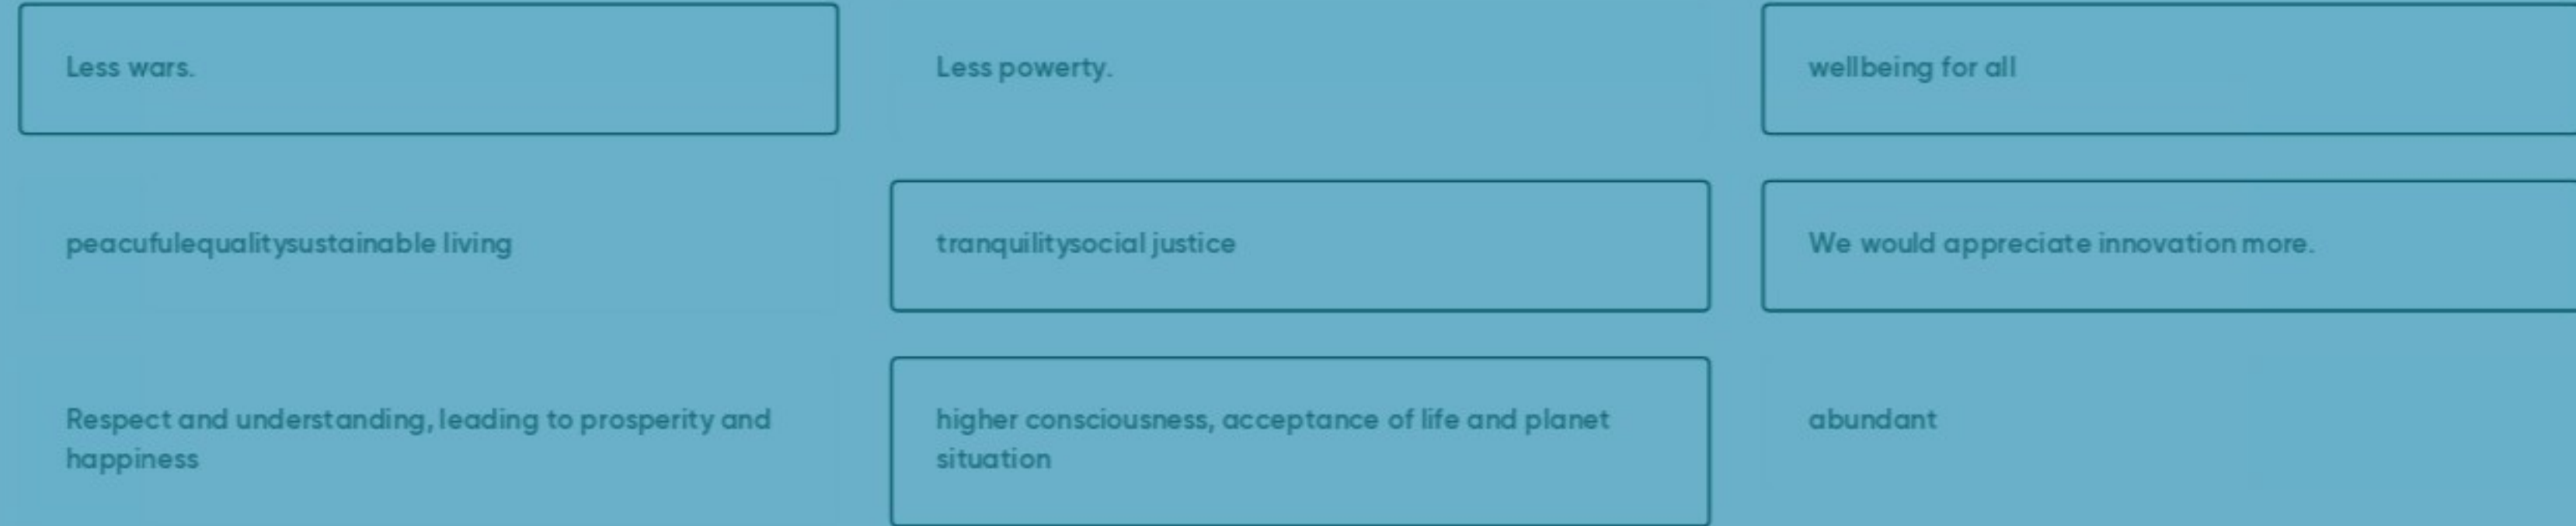 Less wars.
Less powerty.
wellbeing for all
peacufulequalitysustainable living
tranquilitysocial justice
We would appreciate innovation more.
Respect and understanding, leading to prosperity and
happiness
higher consciousness, acceptance of life and planet
situation
abundant